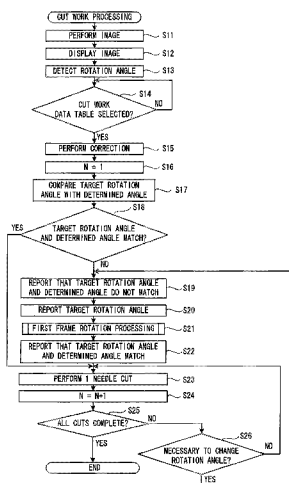 CUT WORK PROCESSING
PERFORM IMAGE
S11
DISPLAY IMAGE
S12
DETECT ROTATION ANGLE
S13
S14
CUT WORK
DATA TABLE SELECTED?
NO
YES
PERFORM CORRECTION
S15
N = 1
S16
COMPARE TARGET ROTATION
ANGLE WITH DETERMINED ANGLE
S17
S18
YES
TARGET ROTATION ANGLE
AND DETERMINED ANGLE MATCH?
NO
REPORT THAT TARGET ROTATION ANGLE
AND DETERMINED ANGLE DO NOT MATCH
S19
REPORT TARGET ROTATION ANGLE
S20
FIRST FRAME ROTATION PROCESSING
S21
REPORT THAT TARGET ROTATION ANGLE
AND DETERMINED ANGLE MATCH
S22
PERFORM 1 NEEDLE CUT
S23
N = N+1
S24
S25
ALL CUTS COMPLETE?
NO
YES
S26
NECESSARY TO CHANGE
ROTATION ANGLE?
NO
YES
END